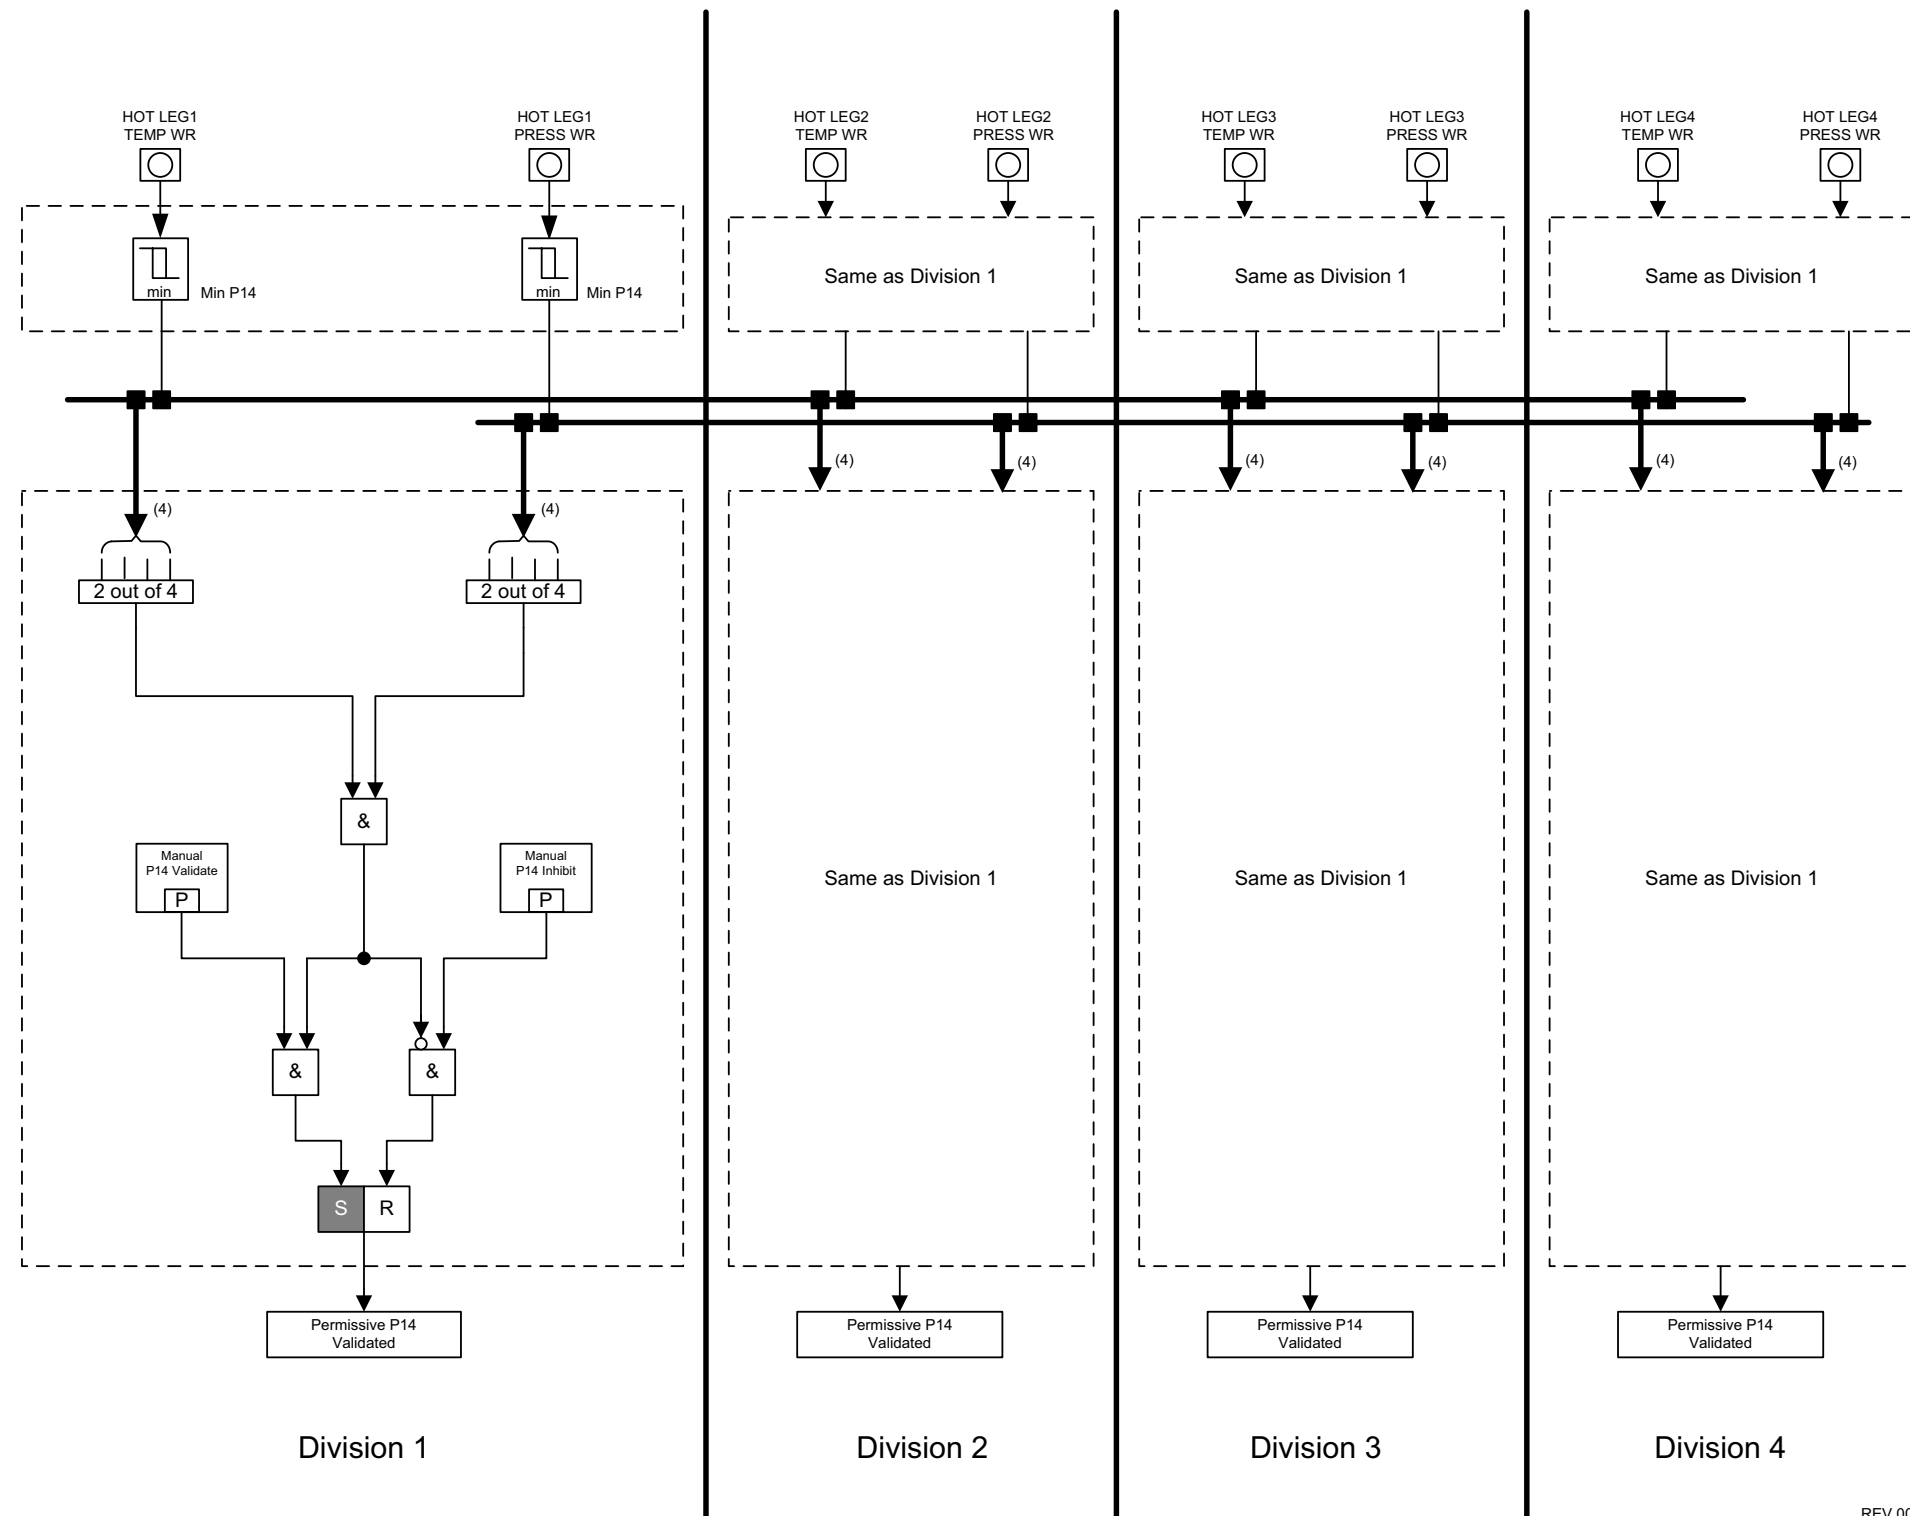 HOT LEG1
TEMP WR
HOT LEG1
PRESS WR
HOT LEG2
TEMP WR
HOT LEG2
PRESS WR
HOT LEG3
TEMP WR
HOT LEG3
PRESS WR
HOT LEG4
TEMP WR
HOT LEG4
PRESS WR
min
Min P14
min
Min P14
Same as Division 1
Same as Division 1
Same as Division 1
(4)
(4)
(4)
(4)
(4)
(4)
(4)
(4)
2 out of 4
2 out of 4
&
Manual
P14 Validate
P
Manual
P14 Inhibit
P
Same as Division 1
Same as Division 1
Same as Division 1
&
&
S
R
Permissive P14
Validated
Permissive P14
Validated
Permissive P14
Validated
Permissive P14
Validated
Division 1
Division 2
Division 3
Division 4
REV 00